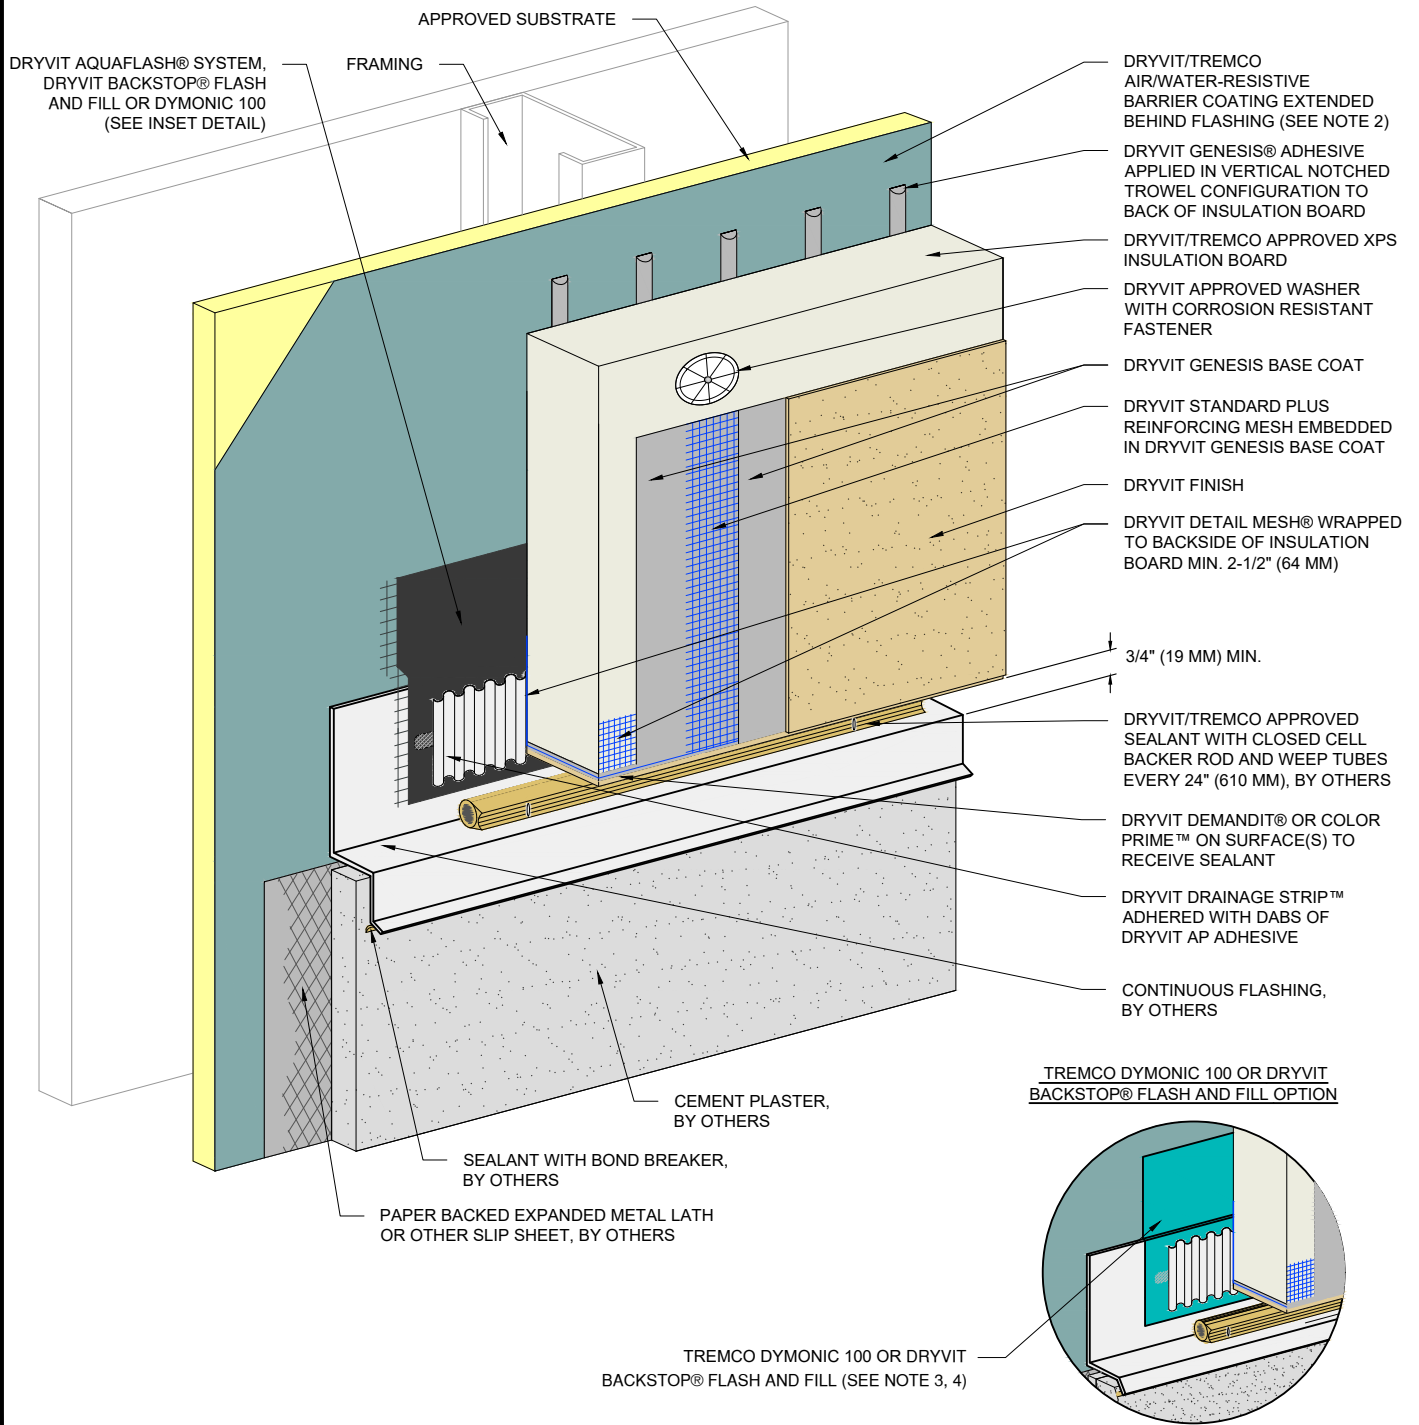 APPROVED SUBSTRATE
DRYVIT AQUAFLASH® SYSTEM,
DRYVIT BACKSTOP® FLASH
AND FILL OR DYMONIC 100
(SEE INSET DETAIL)
FRAMING
DRYVIT/TREMCO
AIR/WATER-RESISTIVE
BARRIER COATING EXTENDED
BEHIND FLASHING (SEE NOTE 2)
DRYVIT GENESIS® ADHESIVE
APPLIED IN VERTICAL NOTCHED
TROWEL CONFIGURATION TO
BACK OF INSULATION BOARD
DRYVIT/TREMCO APPROVED XPS
INSULATION BOARD
DRYVIT APPROVED WASHER
WITH CORROSION RESISTANT
FASTENER
DRYVIT GENESIS BASE COAT
DRYVIT STANDARD PLUS
REINFORCING MESH EMBEDDED
IN DRYVIT GENESIS BASE COAT
DRYVIT FINISH
DRYVIT DETAIL MESH® WRAPPED
TO BACKSIDE OF INSULATION
BOARD MIN. 2-1/2" (64 MM)
3/4" (19 MM) MIN.
DRYVIT/TREMCO APPROVED
SEALANT WITH CLOSED CELL
BACKER ROD AND WEEP TUBES
EVERY 24" (610 MM), BY OTHERS
DRYVIT DEMANDIT® OR COLOR
PRIME™ ON SURFACE(S) TO
RECEIVE SEALANT
DRYVIT DRAINAGE STRIP™
ADHERED WITH DABS OF
DRYVIT AP ADHESIVE
CONTINUOUS FLASHING,
BY OTHERS
CEMENT PLASTER,
BY OTHERS
SEALANT WITH BOND BREAKER,
BY OTHERS
PAPER BACKED EXPANDED METAL LATH
OR OTHER SLIP SHEET, BY OTHERS
TREMCO DYMONIC 100 OR DRYVIT
BACKSTOP® FLASH AND FILL OPTION
TREMCO DYMONIC 100 OR DRYVIT
BACKSTOP® FLASH AND FILL (SEE NOTE 3, 4)